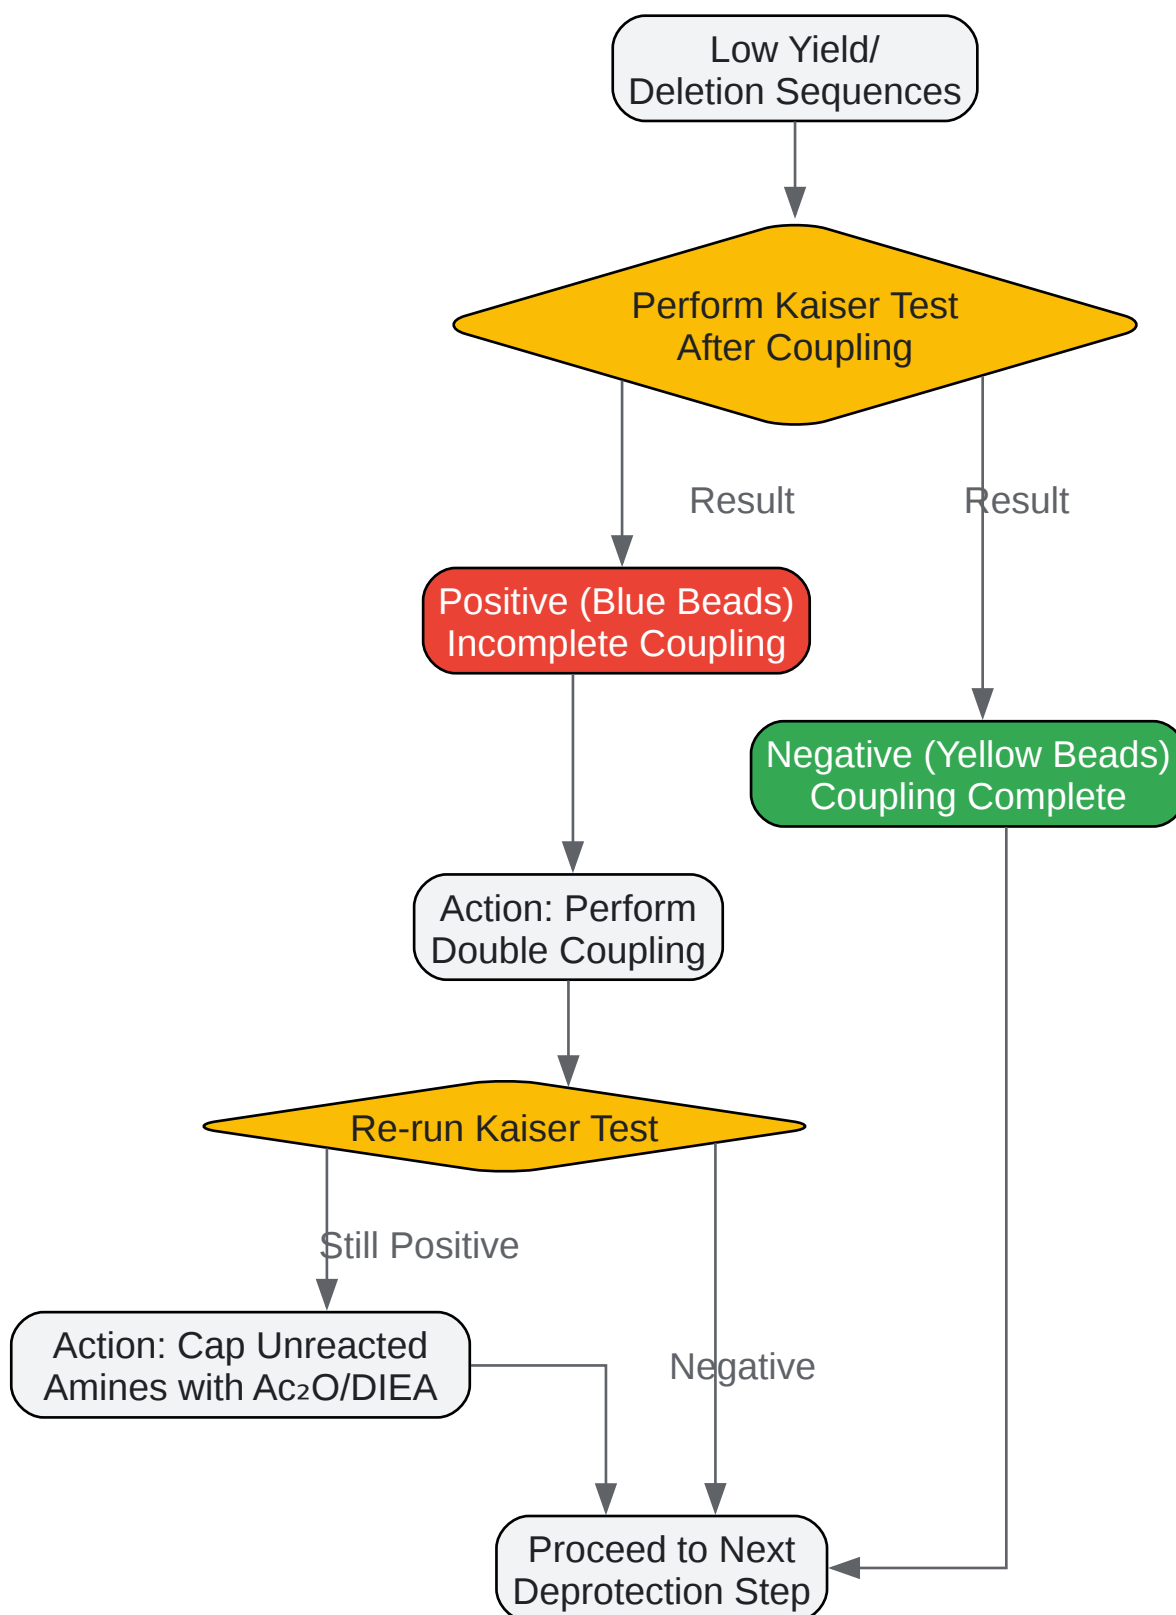 Low Yield/
Deletion Sequences
Perform Kaiser Test
After Coupling
Result
Result
Positive (Blue Beads)
Incomplete Coupling
Negative (Yellow Beads)
Coupling Complete
Action: Perform
Double Coupling
Re-run Kaiser Test
Still Positive
Action: Cap Unreacted
Amines with Ac₂O/DIEA
Negative
Proceed to Next
Deprotection Step